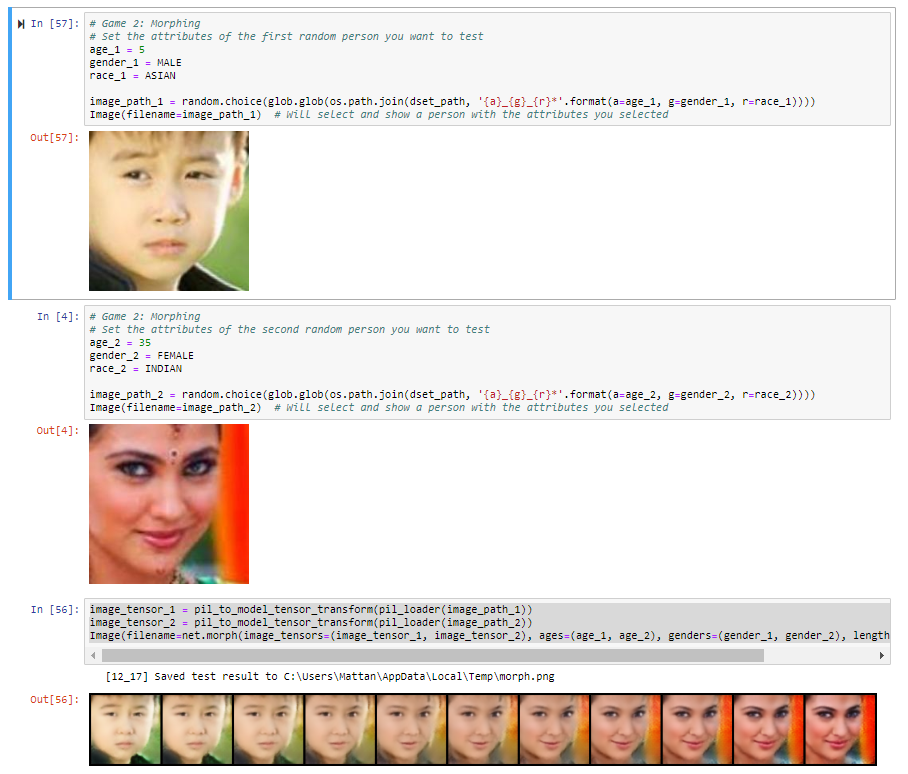 In [57]:
# Game 2: Morphing
# Set the attributes of the first random person you want to test
age_1 = 5
gender_1 = MALE
race_1 = ASIAN
image_path_1 = random.choice(glob.glob(os.path.join(dset_path, '{a}_{g}_{r}*'.format(a=age_1, g=gender_1, r=race_1))))
Image(filename=image_path_1)  # Will select and show a person with the attributes you selected
Out[57]:
In [4]:
# Game 2: Morphing
# Set the attributes of the second random person you want to test
age_2 = 35
gender_2 = FEMALE
race_2 = INDIAN
image_path_2 = random.choice(glob.glob(os.path.join(dset_path, '{a}_{g}_{r}*'.format(a=age_2, g=gender_2, r=race_2))))
Image(filename=image_path_2)  # Will select and show a person with the attributes you selected
Out[4]:
In [56]:
image_tensor_1 = pil_to_model_tensor_transform(pil_loader(image_path_1))
image_tensor_2 = pil_to_model_tensor_transform(pil_loader(image_path_2))
Image(filename=net.morph(image_tensors=(image_tensor_1, image_tensor_2), ages=(age_1, age_2), genders=(gender_1, gender_2), length
[12_17] Saved test result to C:\Users\Mattan\AppData\Local\Temp\morph.png
Out[56]: